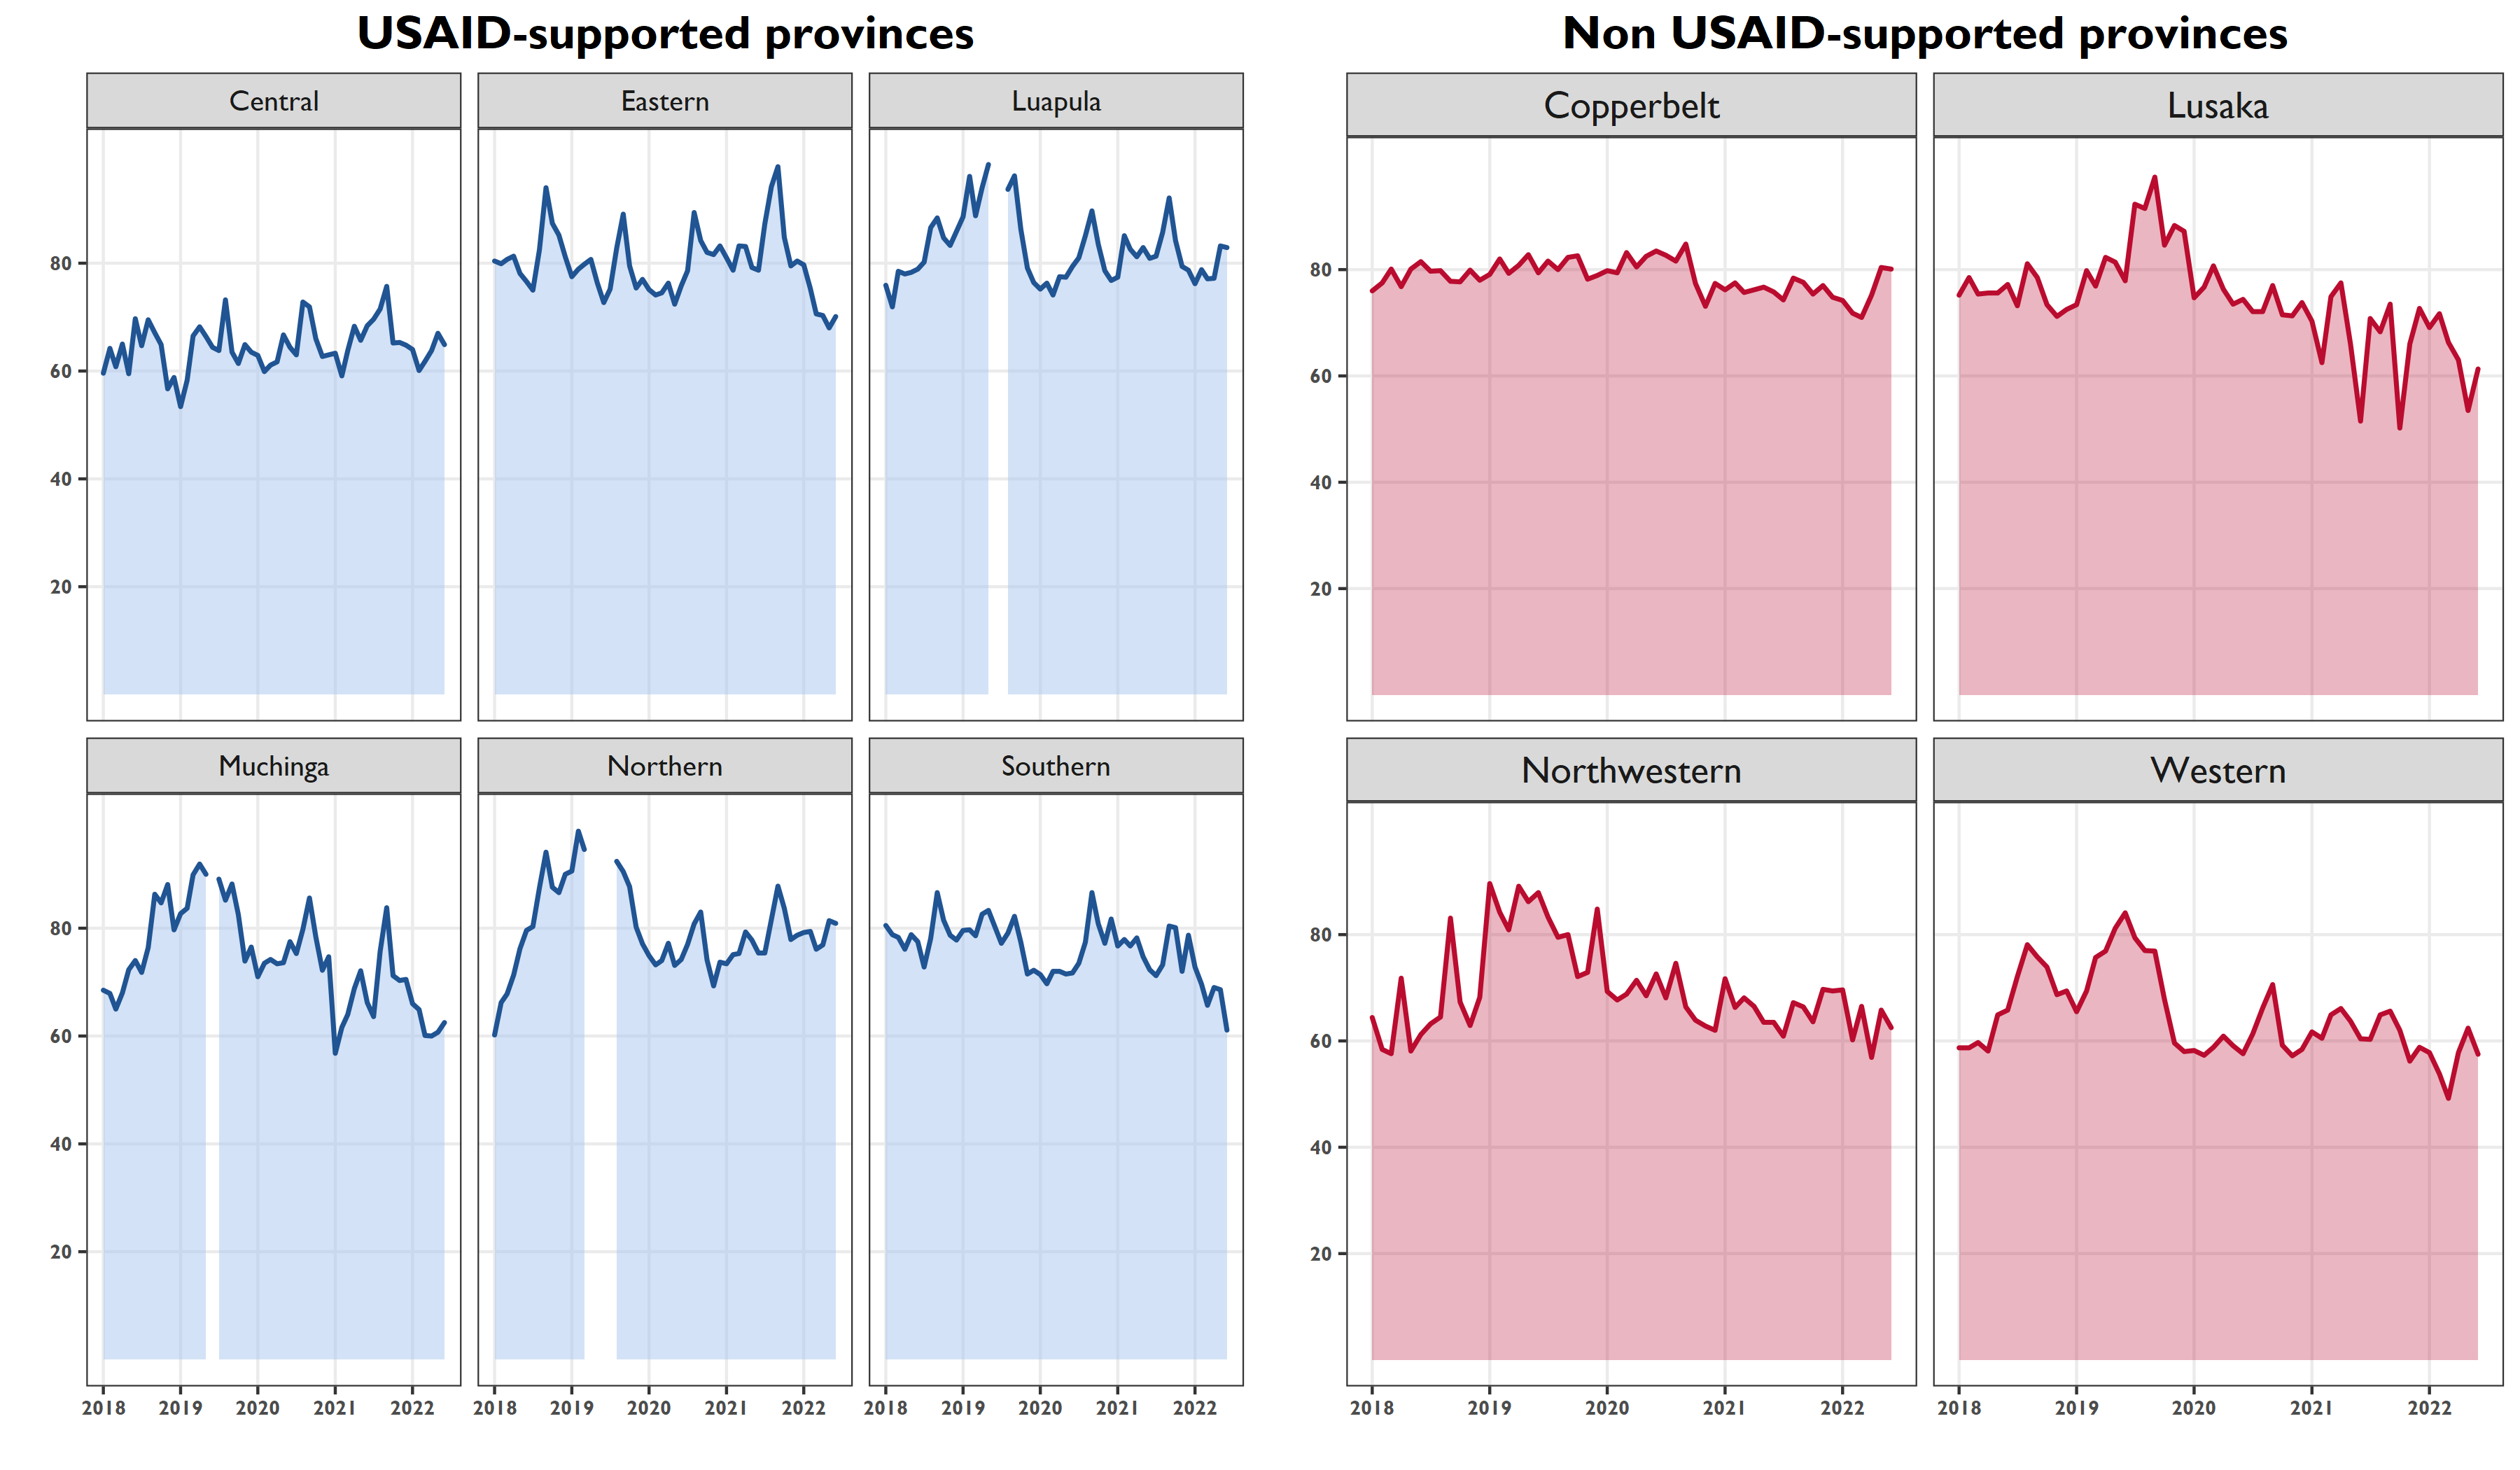 USAID-supported provinces
Non USAID-supported provinces
Central
Eastern
Luapula
80
60
40
20
Muchinga
Northern
Southern
80
60
40
20
2018 2019 2020 2021 2022
2018 2019 2020 2021 2022
2018 2019 2020 2021 2022
Copperbelt
Lusaka
80
60
40
20
Northwestern
Western
80
60
40
20
2018 2019 2020 2021 2022
2018 2019 2020 2021 2022